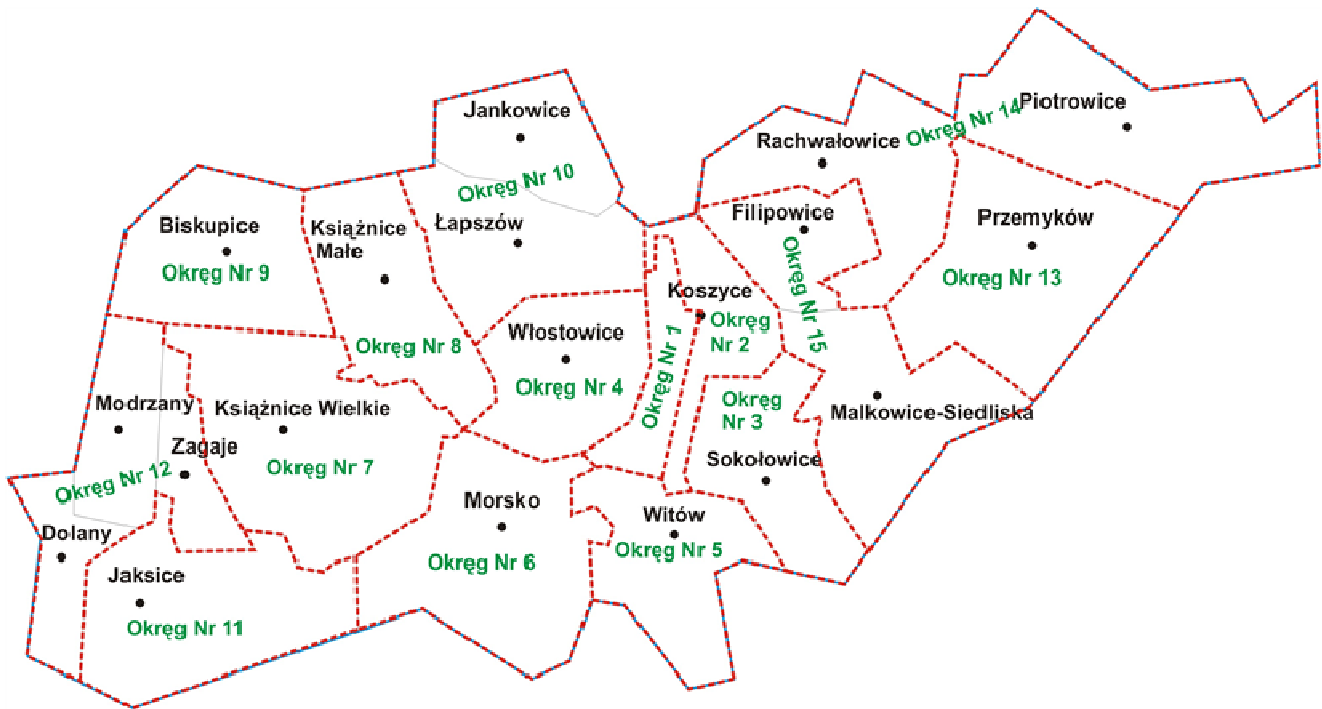 Piotrowice
Jankowice
Okręg Nr 14
Rachwałowice
Okręg Nr 10
Filipowice
Przemyków
Biskupice
Książnice
Małe
Łapszów
Okręg Nr 9
Okręg Nr 13
Okręg Nr 15
Koszyce
Okręg
Nr 2
Włostowice
Okręg Nr 8
Okręg Nr 1
Okręg Nr 4
Okręg
Nr 3
Modrzany
Książnice Wielkie
Malkowice-Siedliska
Zagaje
Okręg Nr 7
Sokołowice
Okręg Nr 12
Morsko
Witów
Dolany
Okręg Nr 5
Okręg Nr 6
Jaksice
Okręg Nr 11